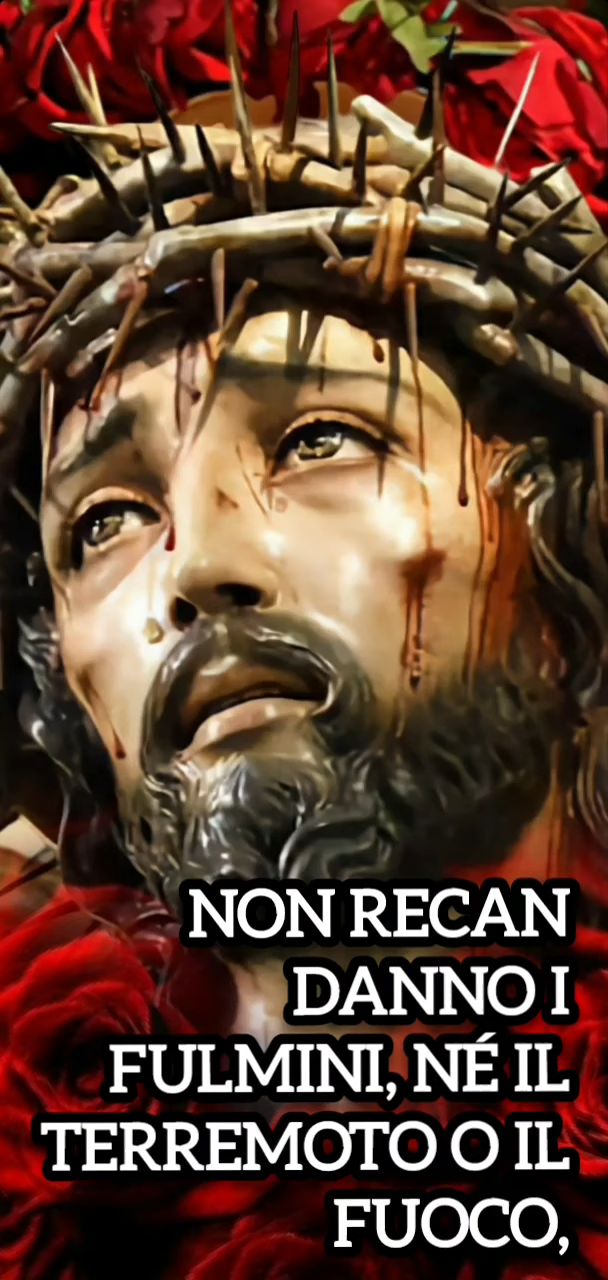 NON RECAN
DANNO I
FULMINI, NÉ IL
TERREMOTO O IL
FUOCO,